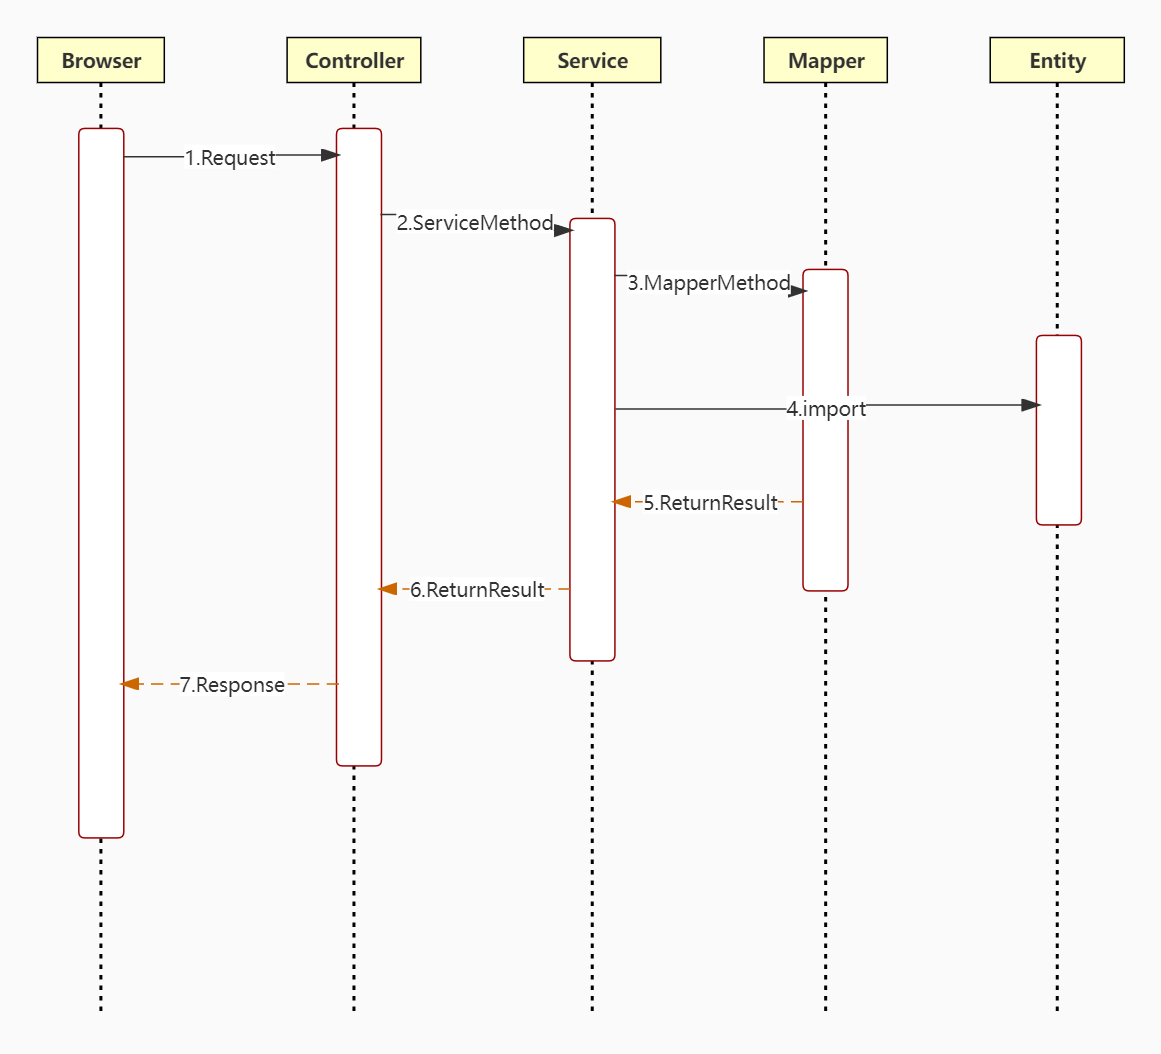 Browser
Controller
Service
Mapper
Entity
1.Request
2.ServiceMethod
3.MapperMethod
4.import
5.ReturnResult
6.ReturnResult
7.Response